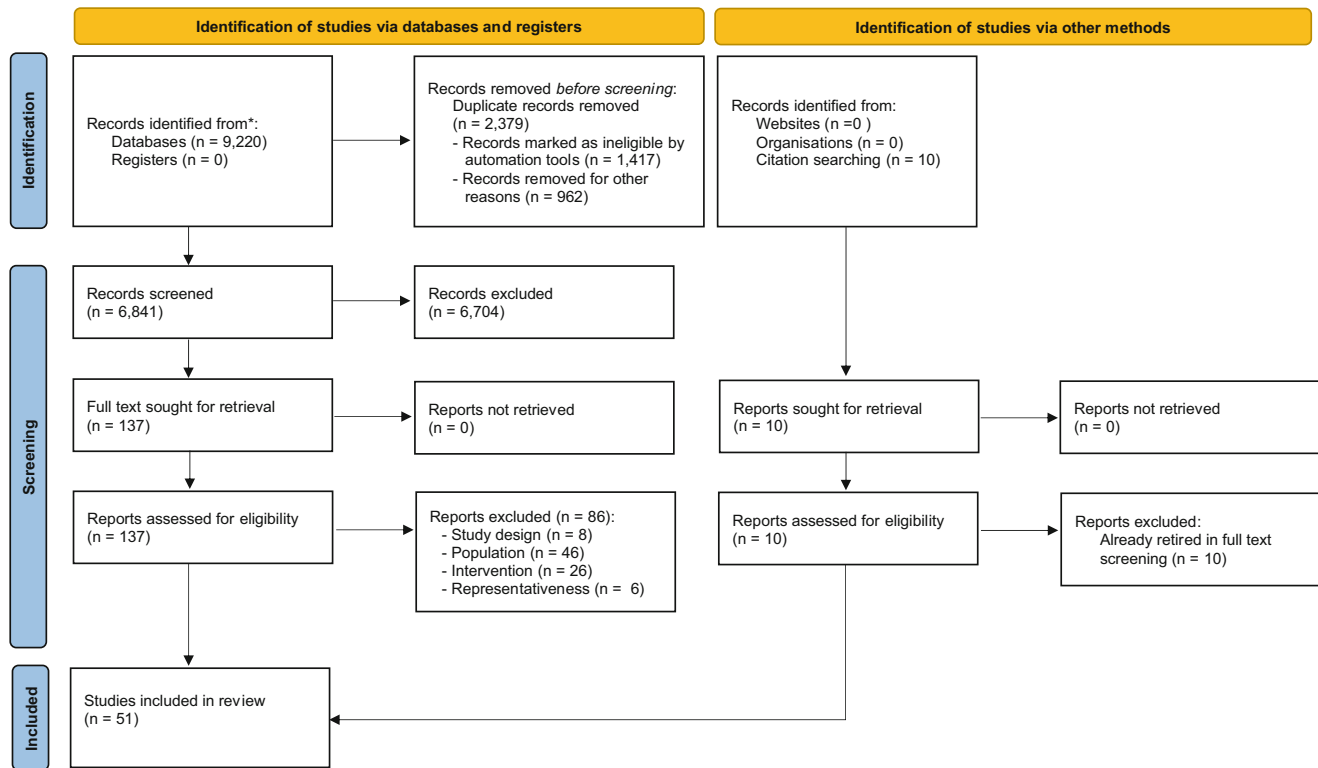 Identification of studies via databases and registers
Identification of studies via other methods
Identification
Records identified from*:
Databases (n = 9,220)
Registers (n = 0)
Records removed before screening:
Duplicate records removed
(n = 2,379)
- Records marked as ineligible by
automation tools (n = 1,417)
- Records removed for other
reasons (n = 962)
Records identified from:
Websites (n =0 )
Organisations (n = 0)
Citation searching (n = 10)
Screening
Records screened
(n = 6,841)
Records excluded
(n = 6,704)
Full text sought for retrieval
(n = 137)
Reports not retrieved
(n = 0)
Reports sought for retrieval
(n = 10)
Reports not retrieved
(n = 0)
Reports assessed for eligibility
(n = 137)
Reports excluded (n = 86):
- Study design (n = 8)
- Population (n = 46)
- Intervention (n = 26)
- Representativeness (n = 6)
Reports assessed for eligibility
(n = 10)
Reports excluded:
Already retired in full text
screening (n = 10)
Included
Studies included in review
(n = 51)